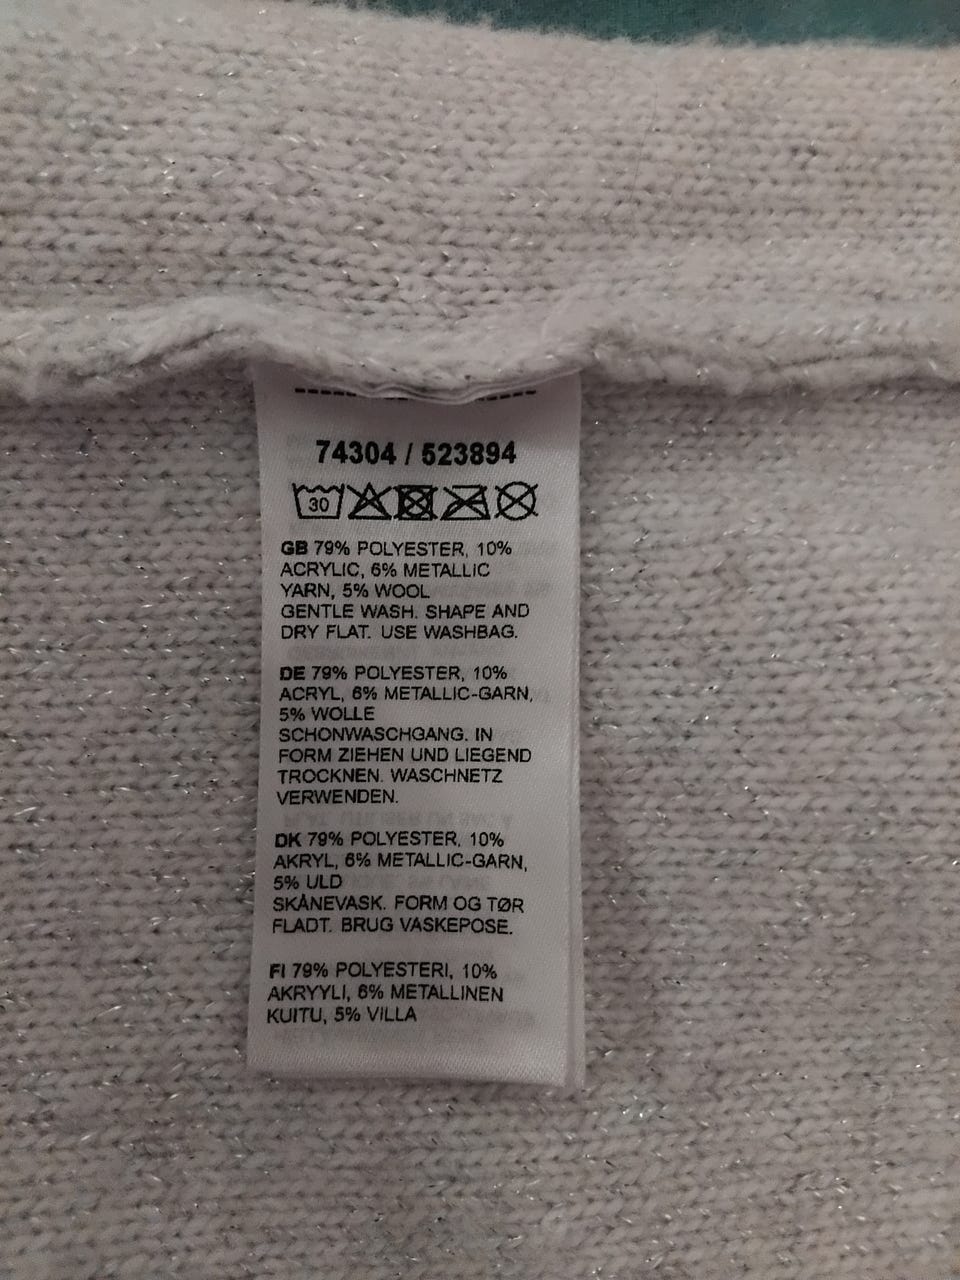 74304 / 523894
30
GB 79% POLYESTER, 10%
ACRYLIC, 6% METALLIC
YARN, 5% WOOL
GENTLE WASH. SHAPE AND
DRY FLAT. USE WASHBAG.
DE 79% POLYESTER, 10%
ACRYL, 6% METALLIC-GARN,
5% WOLLE
SCHONWASCHGANG. IN
FORM ZIEHEN UND LIEGEND
TROCKNEN. WASCHNETZ
VERWENDEN.
DK 79% POLYESTER, 10%
AKRYL, 6% METALLIC-GARN,
5% ULD
SKÅNEVASK. FORM OG TØR
FLADT. BRUG VASKEPOSE.
FI 79% POLYESTERI, 10%
AKRYYLI, 6% METALLINEN
KUITU, 5% VILLA